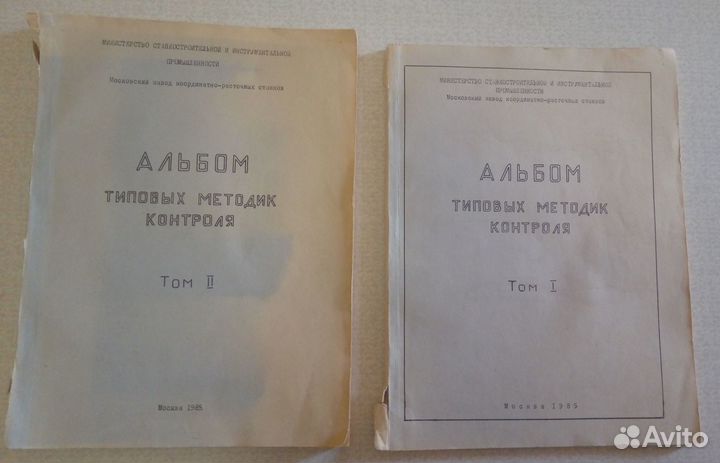 МИНИСТЕРСТВО СТАНКОСТРОИТЕЛЬНОЙ И ИНСТРУМЕНТАЛЬНОЙ
ПРОМЫШЛЕННОСТИ
Московский завод координатно-расточных станков
АЛЬБОМ
ТИПОВЫХ МЕТОДИК
КОНТРОЛЯ
Том II
Москва 1985
МИНИСТЕРСТВО СТАНКОСТРОИТЕЛЬНОЙ И ИНСТРУМЕНТАЛЬНОЙ
ПРОМЫШЛЕННОСТИ
Московский завод координатно-расточных станков
АЛЬБОМ
ТИПОВЫХ МЕТОДИК
КОНТРОЛЯ
Том I
Москва 1985
Avito